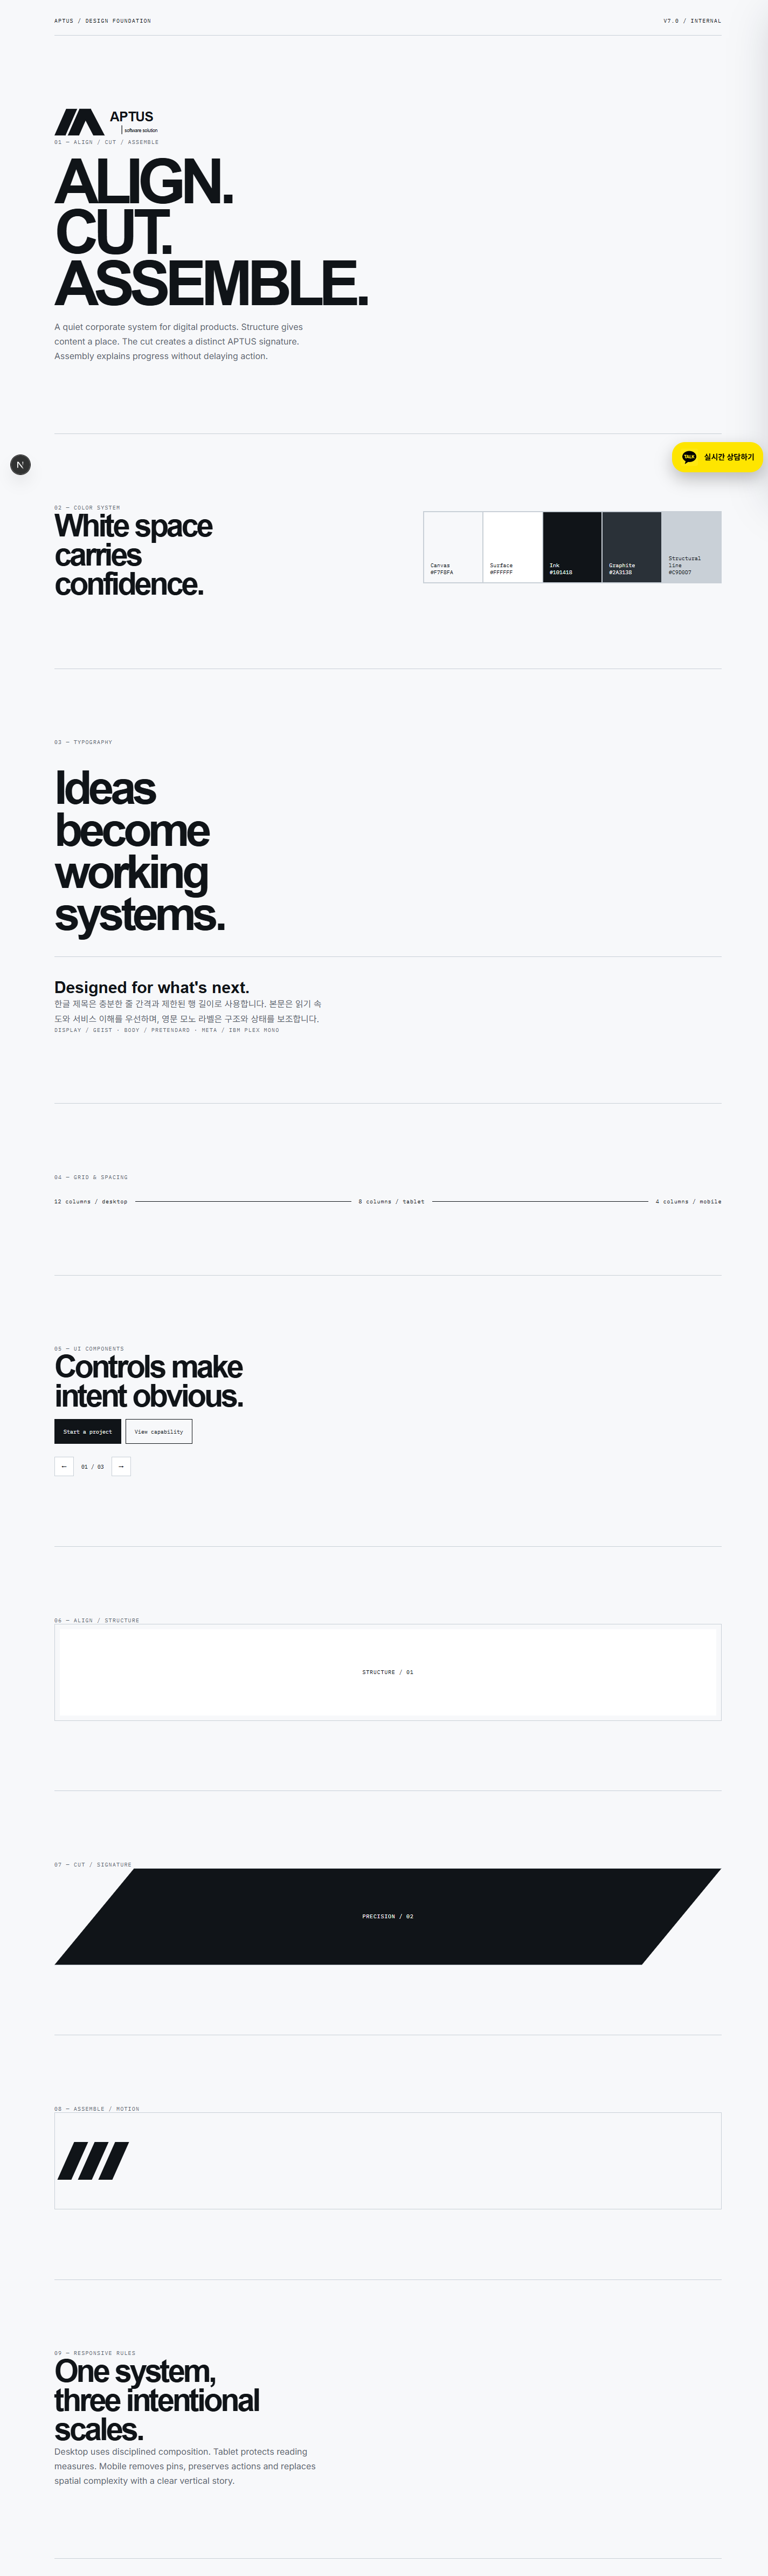 APTUS / DESIGN FOUNDATION
V7.0 / INTERNAL
APTUS
software solution
01 — ALIGN / CUT / ASSEMBLE
ALIGN.
CUT.
ASSEMBLE.
A quiet corporate system for digital products. Structure gives
content a place. The cut creates a distinct APTUS signature.
Assembly explains progress without delaying action.
N
TALK
실시간 상담하기
02 — COLOR SYSTEM
White space
carries
confidence.
Canvas
#F7F8FA
Surface
#FFFFFF
Ink
#101418
Graphite
#2A3138
Structural
line
#C9D0D7
03 — TYPOGRAPHY
Ideas
become
working
systems.
Designed for what's next.
한글 제목은 충분한 줄 간격과 제한된 행 길이로 사용합니다. 본문은 읽기 속
도와 서비스 이해를 우선하며, 영문 모노 라벨은 구조와 상태를 보조합니다.
DISPLAY / GEIST · BODY / PRETENDARD · META / IBM PLEX MONO
04 — GRID & SPACING
12 columns / desktop
8 columns / tablet
4 columns / mobile
05 — UI COMPONENTS
Controls make
intent obvious.
Start a project
View capability
← 01 / 03 →
06 — ALIGN / STRUCTURE
STRUCTURE / 01
07 — CUT / SIGNATURE
PRECISION / 02
08 — ASSEMBLE / MOTION
09 — RESPONSIVE RULES
One system,
three intentional
scales.
Desktop uses disciplined composition. Tablet protects reading
measures. Mobile removes pins, preserves actions and replaces
spatial complexity with a clear vertical story.